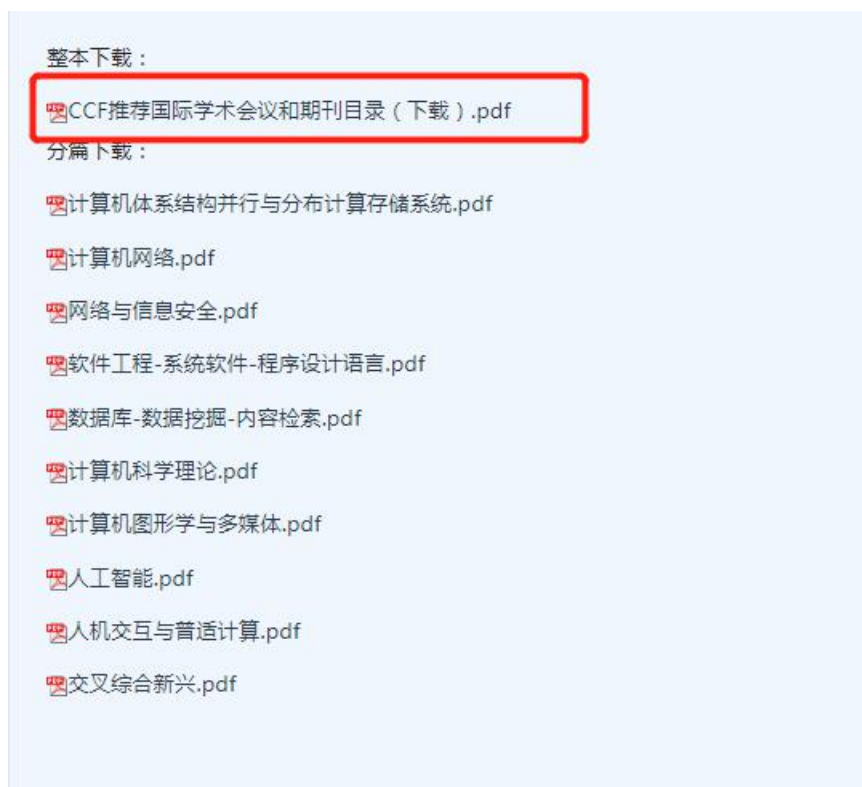 整本下载：
CCF推荐国际学术会议和期刊目录（下载）.pdf
分篇下载：
计算机体系结构并行与分布计算存储系统.pdf
计算机网络.pdf
网络与信息安全.pdf
软件工程-系统软件-程序设计语言.pdf
数据库-数据挖掘-内容检索.pdf
计算机科学理论.pdf
计算机图形学与多媒体.pdf
人工智能.pdf
人机交互与普适计算.pdf
交叉综合新兴.pdf